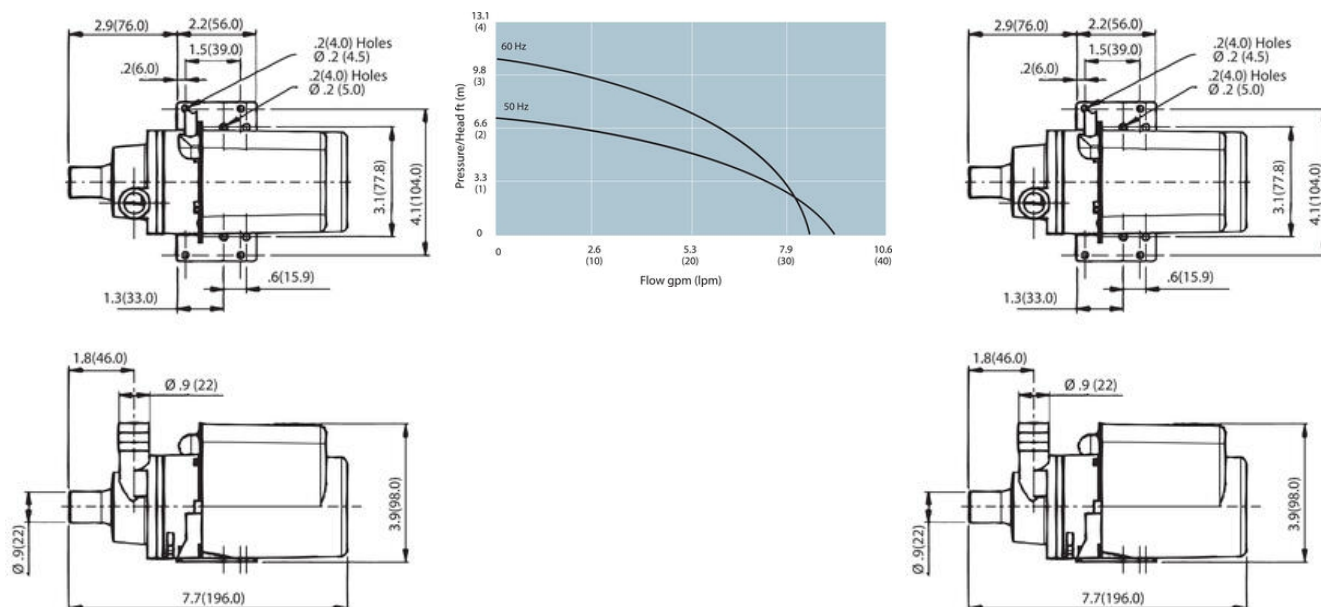 2.9(76.0)
2.2(56.0)
1.5(39.0)
.2(6.0)
.2(4.0) Holes
Ø .2 (4.5)
.2(4.0) Holes
Ø .2 (5.0)
3.1(77.8)
4.1(104.0)
.6(15.9)
1.3(33.0)
1.8(46.0)
Ø .9 (22)
Ø .9(22)
3.9(98.0)
7.7(196.0)
Pressure/Head ft (m)
13.1
(4)
9.8
(3)
6.6
(2)
3.3
(1)
0
60 Hz
50 Hz
0
2.6
(10)
5.3
(20)
7.9
(30)
10.6
(40)
Flow gpm (lpm)
2.9(76.0)
2.2(56.0)
1.5(39.0)
.2(6.0)
.2(4.0) Holes
Ø .2 (4.5)
.2(4.0) Holes
Ø .2 (5.0)
3.1(77.8)
4.1(104.0)
.6(15.9)
1.3(33.0)
1.8(46.0)
Ø .9 (22)
Ø .9(22)
3.9(98.0)
7.7(196.0)